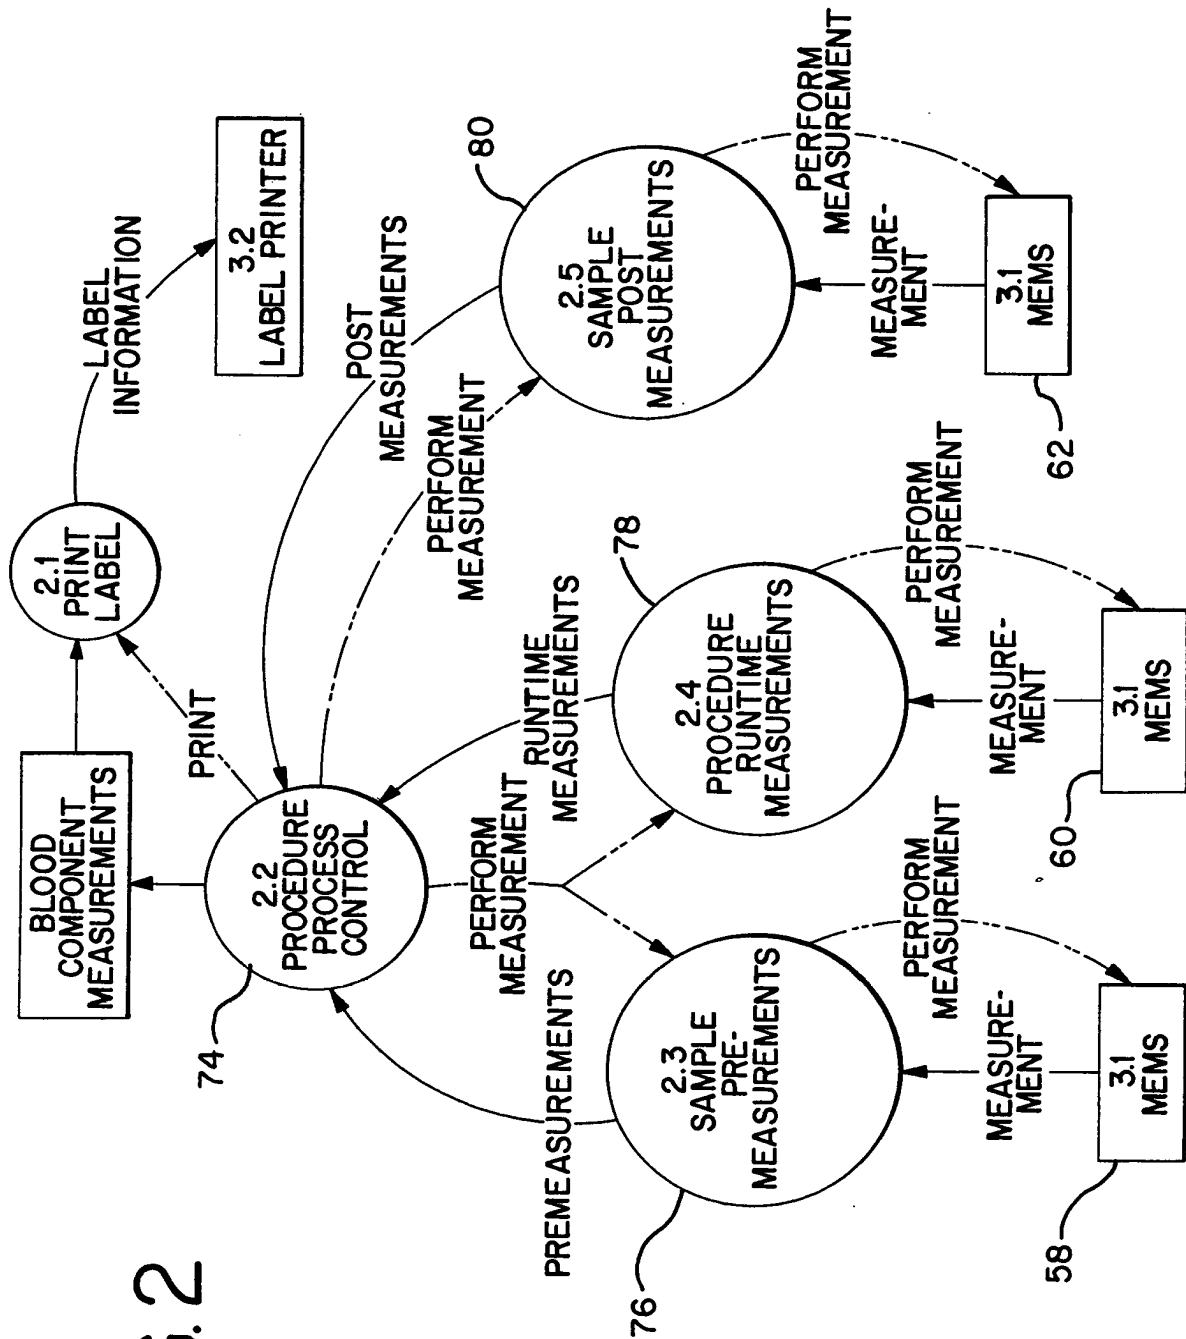 G. 2
BLOOD
COMPONENT
MEASUREMENTS
2.1
PRINT
LABEL
LABEL
INFORMATION
3.2
LABEL PRINTER
PRINT
74
2.2
PROCEDURE
PROCESS
CONTROL
POST
MEASUREMENTS
PERFORM
MEASUREMENT
80
PERFORM
MEASUREMENT
RUNTIME
MEASUREMENTS
PREMEASUREMENTS
76
2.3
SAMPLE
PRE-
MEASUREMENTS
78
2.4
PROCEDURE
RUNTIME
MEASUREMENTS
2.5
SAMPLE
POST
MEASUREMENTS
PERFORM
MEASUREMENT
MEASURE-
MENT
3.1
MEMS
62
PERFORM
MEASUREMENT
MEASURE-
MENT
3.1
MEMS
60
PERFORM
MEASUREMENT
MEASURE-
MENT
3.1
MEMS
58